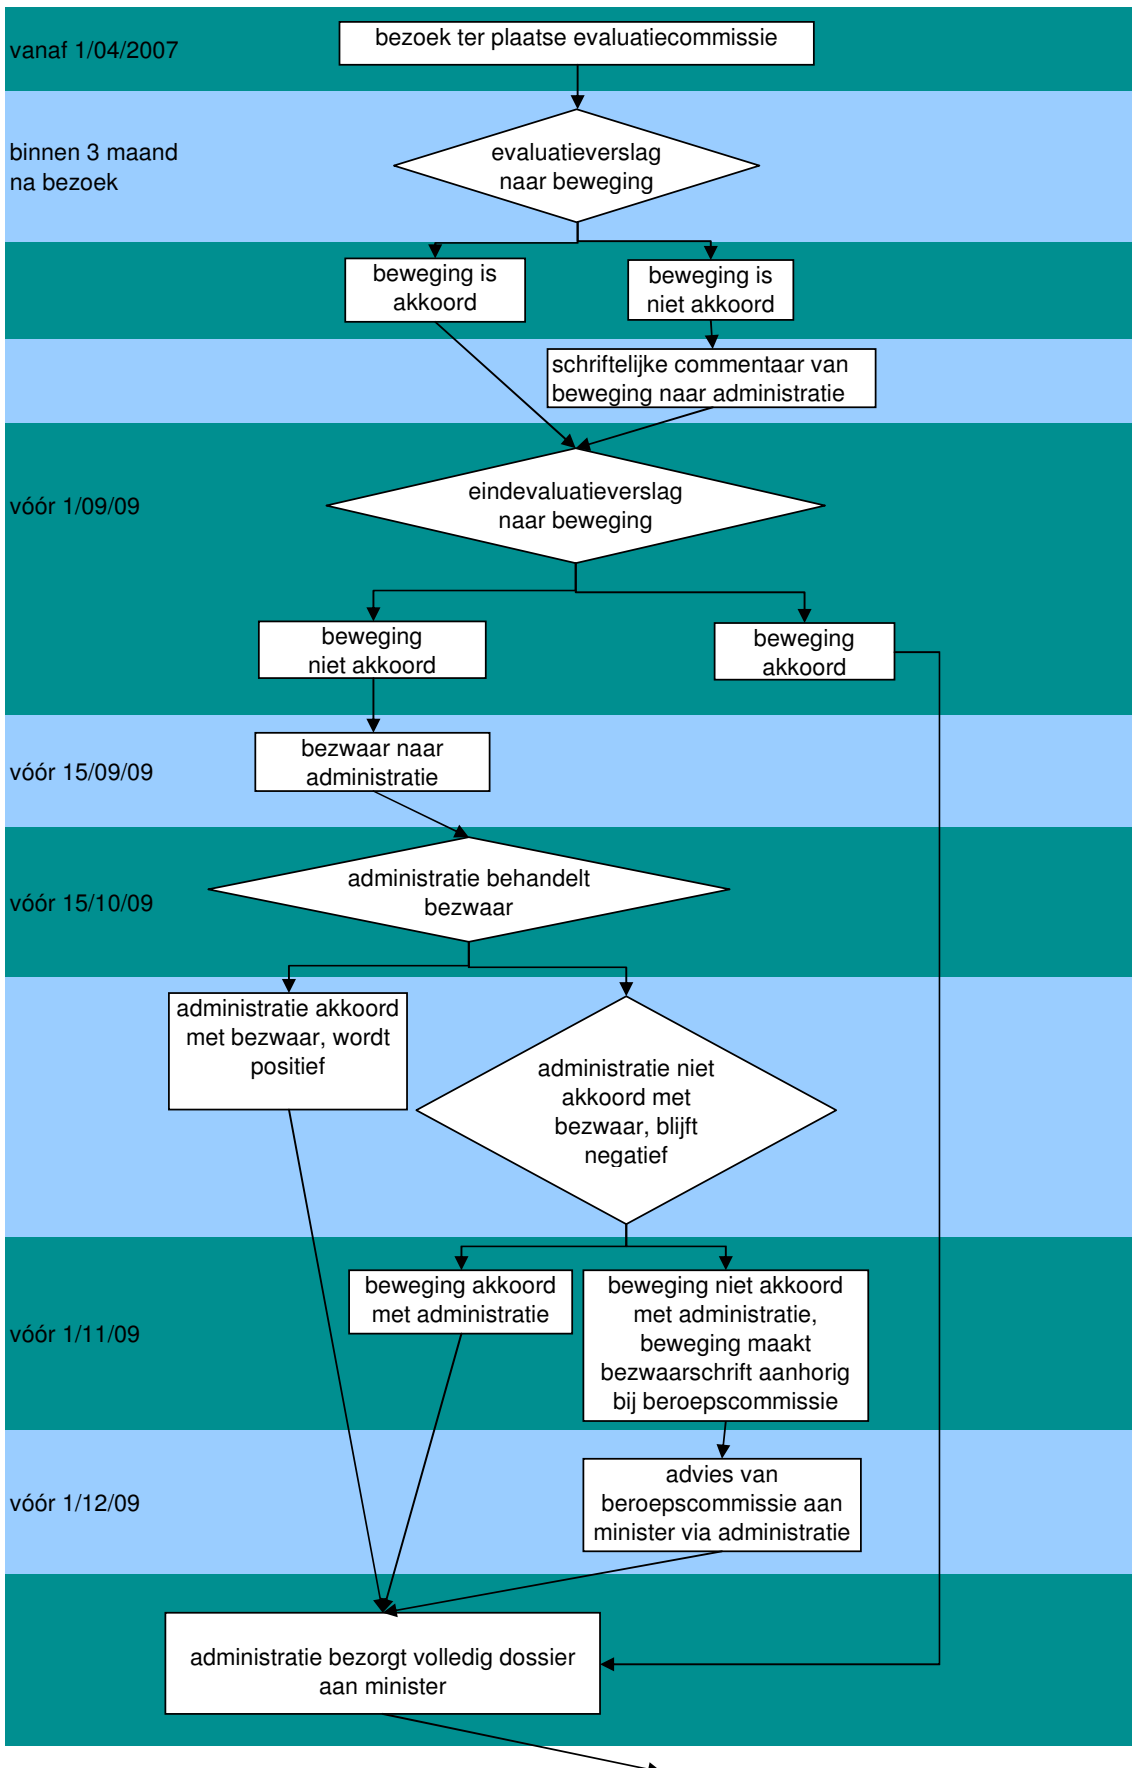 vanaf 1/04/2007
bezoek ter plaatse evaluatiecommissie
binnen 3 maand
na bezoek
evaluatieverslag
naar beweging
beweging is
akkoord
beweging is
niet akkoord
schriftelijke commentaar van
beweging naar administratie
vóór 1/09/09
eindevaluatieverslag
naar beweging
beweging
niet akkoord
beweging
akkoord
vóór 15/09/09
bezwaar naar
administratie
vóór 15/10/09
administratie behandelt
bezwaar
administratie akkoord
met bezwaar, wordt
positief
administratie niet
akkoord met
bezwaar, blijft
negatief
vóór 1/11/09
beweging akkoord
met administratie
beweging niet akkoord
met administratie,
beweging maakt
bezwaarschrift aanhorig
bij beroepscommissie
vóór 1/12/09
advies van
beroepscommissie aan
minister via administratie
administratie bezorgt volledig dossier
aan minister